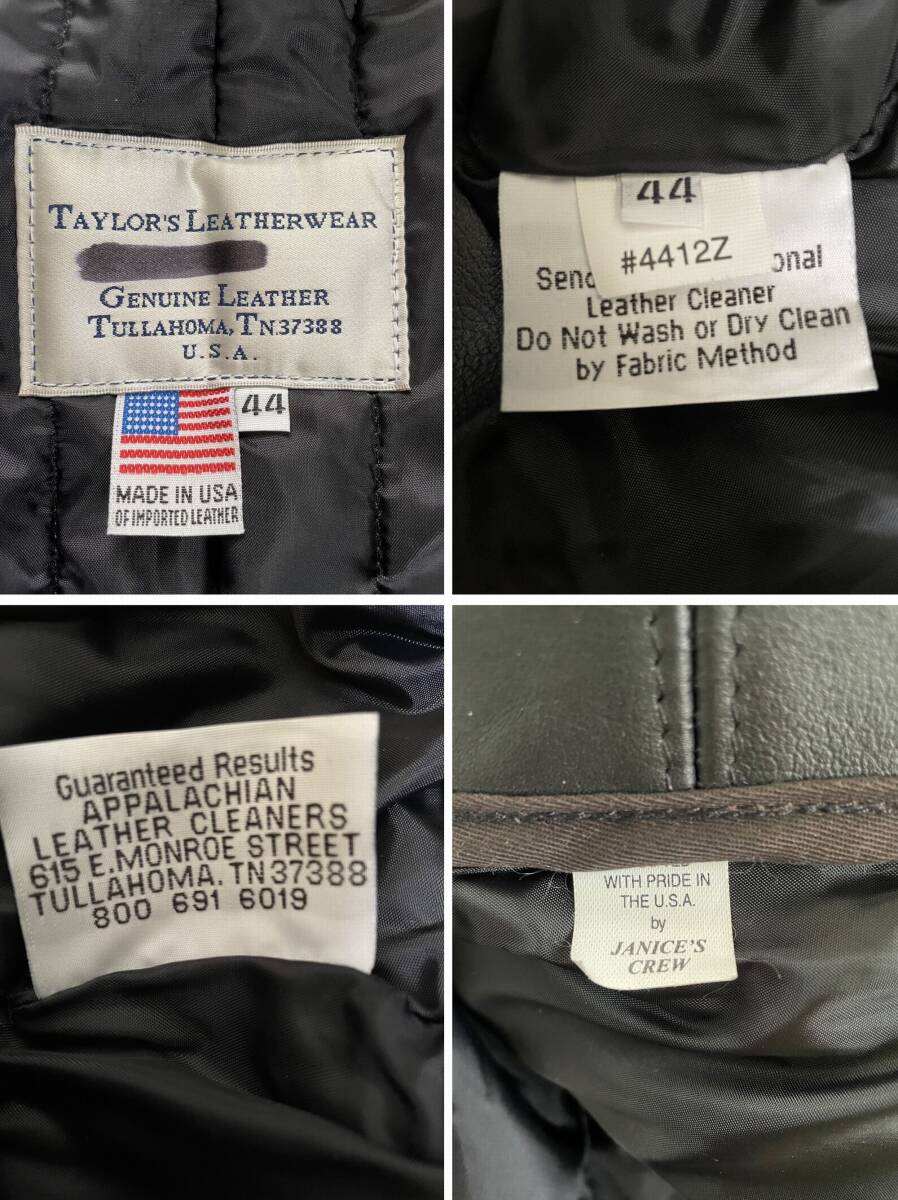 TAYLOR'S LEATHERWEAR
GENUINE LEATHER
TULLAHOMA, TN 37388
U.S.A.
44
MADE IN USA
OF IMPORTED LEATHER
44
#4412Z
Send onal
Leather Cleaner
Do Not Wash or Dry Clean
by Fabric Method
Guaranteed Results
APPALACHIAN
LEATHER CLEANERS
615 E. MONROE STREET
TULLAHOMA, TN 37388
800 691 6019
WITH PRIDE IN
THE U.S.A.
by
JANICE'S
CREW